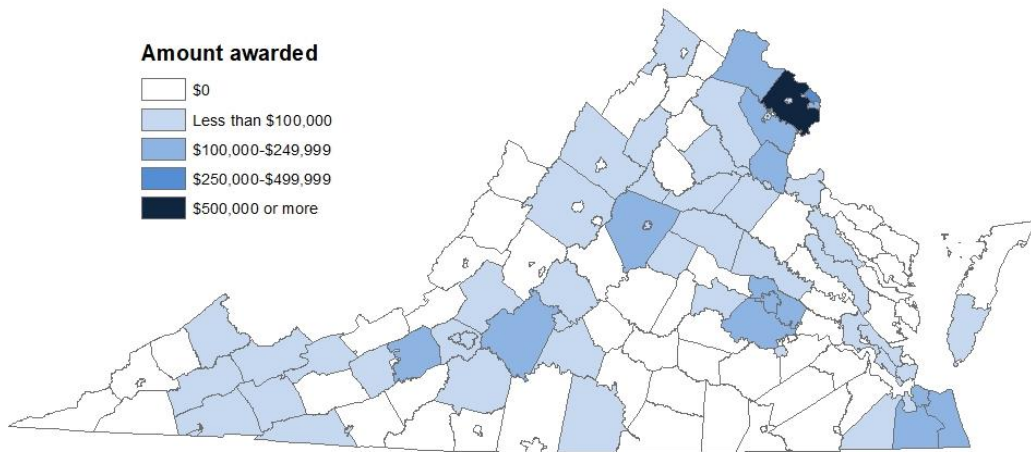 Amount awarded
$0
Less than $100,000
$100,000-$249,999
$250,000-$499,999
$500,000 or more